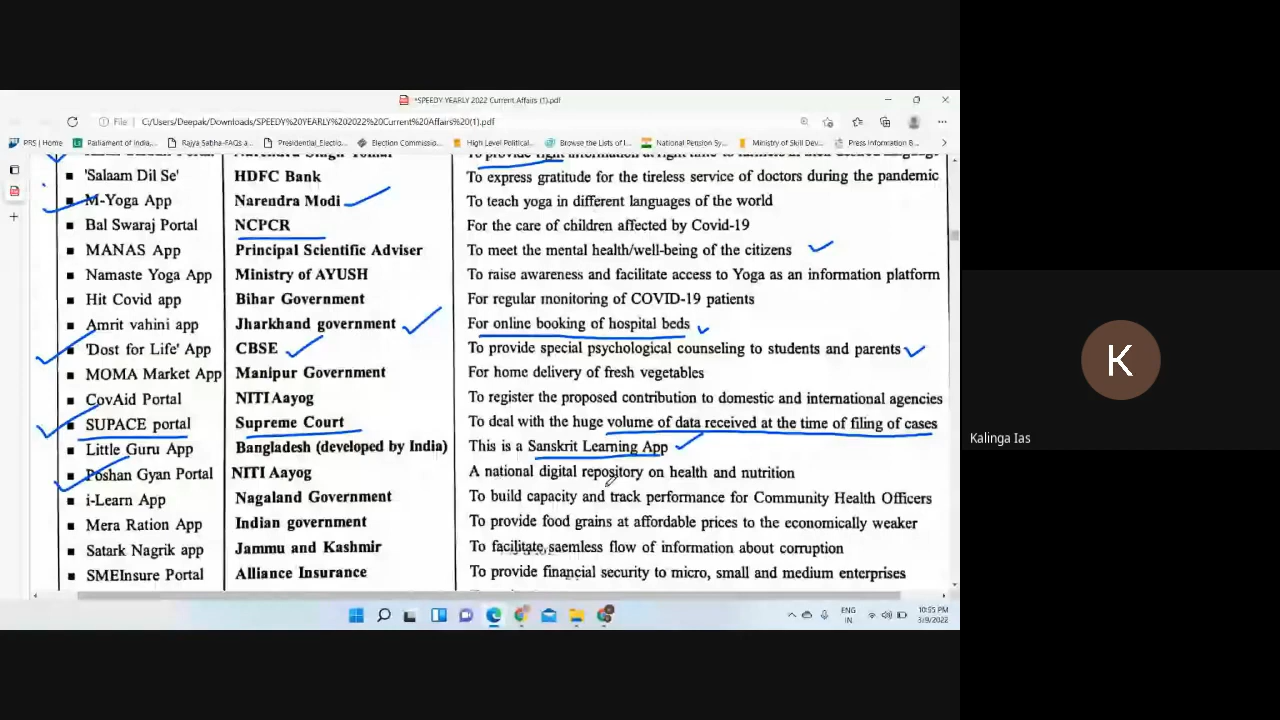 *SPEEDY YEARLY 2022 Current Affairs (1).pdf
File | C:/Users/Deepak/Downloads/SPEEDY%20YEARLY%202022%20Current%20Affairs%20(1).pdf
PRS | Home Parliament of India,... Rajya Sabha-FAQs a... Presidential_Electio... Election Commissio... High Level Political... Browse the Lists of... National Pension Sy... Ministry of Skill Dev... Press Information B...
To provide right information at right time to
'Salaam Dil Se' HDFC Bank To express gratitude for the tireless service of doctors during the pandemic
M-Yoga App Narendra Modi To teach yoga in different languages of the world
Bal Swaraj Portal NCPCR For the care of children affected by Covid-19
MANAS App Principal Scientific Adviser To meet the mental health/well-being of the citizens
Namaste Yoga App Ministry of AYUSH To raise awareness and facilitate access to Yoga as an information platform
Hit Covid app Bihar Government For regular monitoring of COVID-19 patients
Amrit vahini app Jharkhand government For online booking of hospital beds
'Dost for Life' App CBSE To provide special psychological counseling to students and parents
MOMA Market App Manipur Government For home delivery of fresh vegetables
CovAid Portal NITI Aayog To register the proposed contribution to domestic and international agencies
SUPACE portal Supreme Court To deal with the huge volume of data received at the time of filing of cases
Little Guru App Bangladesh (developed by India) This is a Sanskrit Learning App
Poshan Gyan Portal NITI Aayog A national digital repository on health and nutrition
i-Learn App Nagaland Government To build capacity and track performance for Community Health Officers
Mera Ration App Indian government To provide food grains at affordable prices to the economically weaker
Satark Nagrik app Jammu and Kashmir To facilitate saemless flow of information about corruption
SMEInsure Portal Alliance Insurance To provide financial security to micro, small and medium enterprises
ENG IN 10:55 PM 3/9/2022
K
Kalinga Ias